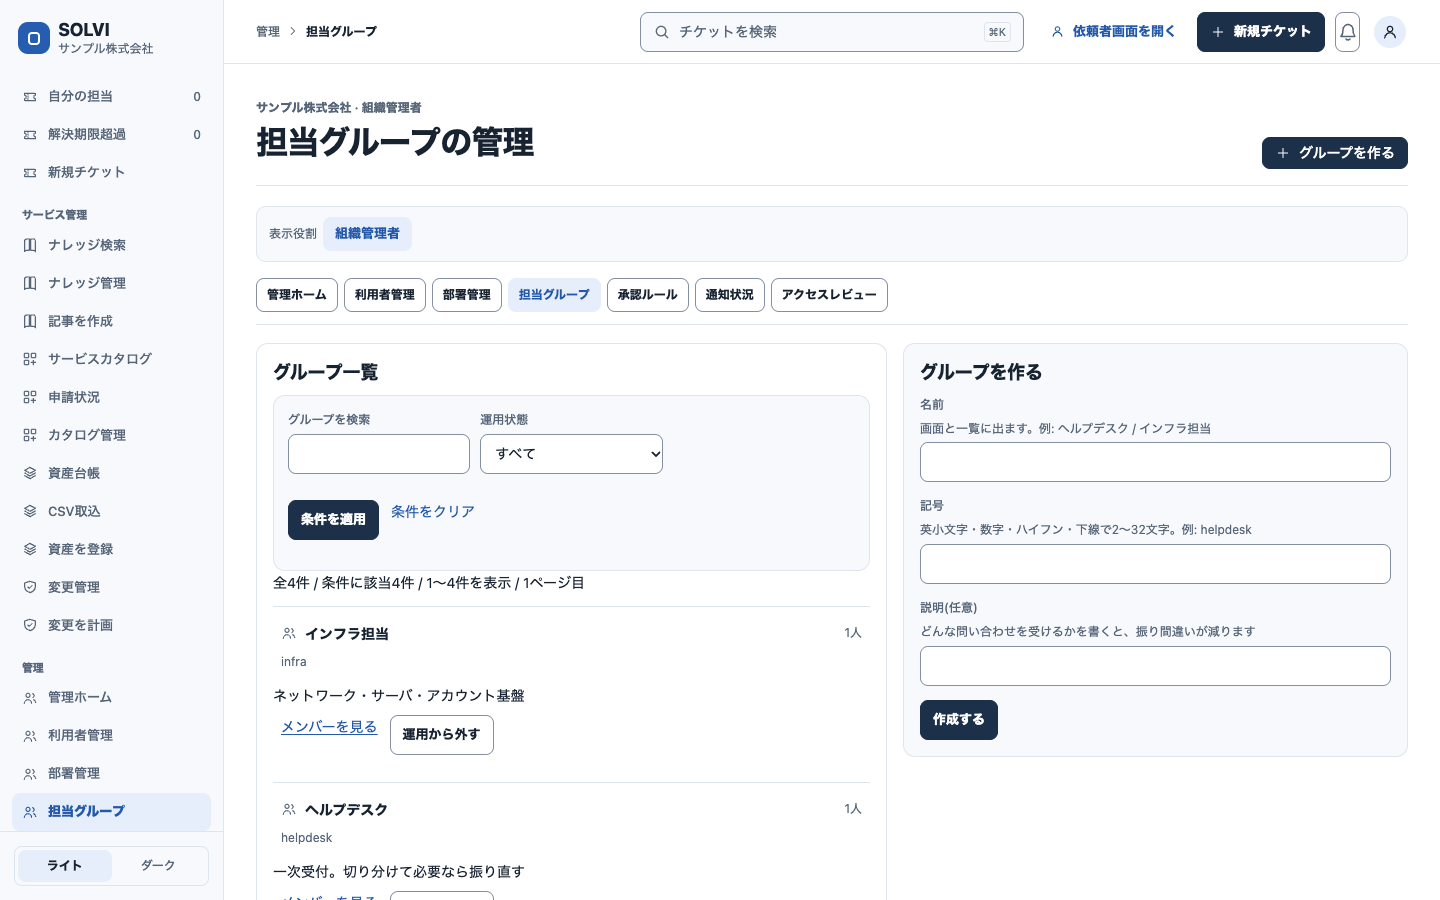 SOLVI
サンプル株式会社
自分の担当 0
解決期限超過 0
新規チケット
サービス管理
ナレッジ検索
ナレッジ管理
記事を作成
サービスカタログ
申請状況
カタログ管理
資産台帳
CSV取込
資産を登録
変更管理
変更を計画
管理
管理ホーム
利用者管理
部署管理
担当グループ
ライト ダーク
管理 > 担当グループ
チケットを検索 ⌘K
依頼者画面を開く
+ 新規チケット
サンプル株式会社 · 組織管理者
担当グループの管理
+ グループを作る
表示役割 組織管理者
管理ホーム 利用者管理 部署管理 担当グループ 承認ルール 通知状況 アクセスレビュー
グループ一覧
グループを検索 運用状態
すべて
条件を適用 条件をクリア
全4件 / 条件に該当4件 / 1〜4件を表示 / 1ページ目
インフラ担当 1人
infra
ネットワーク・サーバ・アカウント基盤
メンバーを見る 運用から外す
ヘルプデスク 1人
helpdesk
一次受付。切り分けて必要なら振り直す
メンバーを見る
グループを作る
名前
画面と一覧に出ます。例: ヘルプデスク / インフラ担当
記号
英小文字・数字・ハイフン・下線で2〜32文字。例: helpdesk
説明(任意)
どんな問い合わせを受けるかを書くと、振り間違いが減ります
作成する